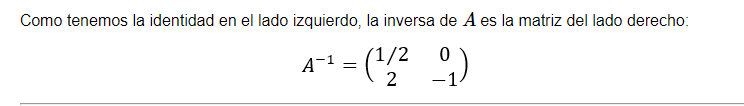 Como tenemos la identidad en el lado izquierdo, la inversa de A es la matriz del lado derecho:
A⁻¹ = (1/2 0
2 −1)